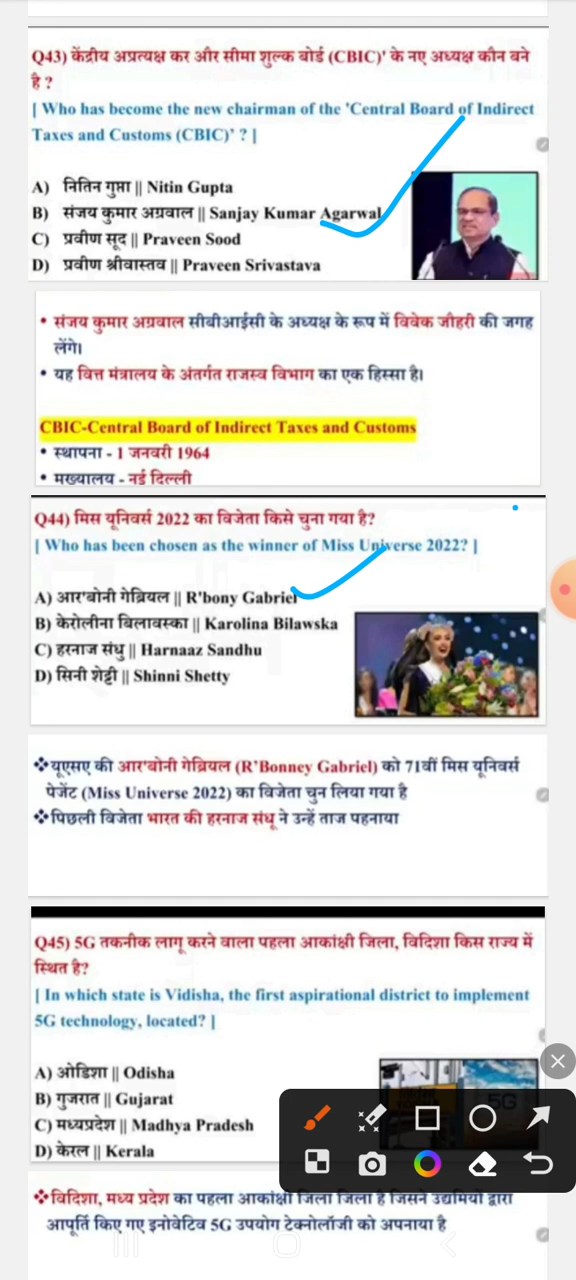 Q43) केंद्रीय अप्रत्यक्ष कर और सीमा शुल्क बोर्ड (CBIC)' के नए अध्यक्ष कौन बने
है ?
| Who has become the new chairman of the 'Central Board of Indirect
Taxes and Customs (CBIC)' ? |
A) नितिन गुप्ता || Nitin Gupta
B) संजय कुमार अग्रवाल || Sanjay Kumar Agarwal
C) प्रवीण सूद || Praveen Sood
D) प्रवीण श्रीवास्तव || Praveen Srivastava
• संजय कुमार अग्रवाल सीबीआईसी के अध्यक्ष के रूप में विवेक जौहरी की जगह
लेंगे।
• यह वित्त मंत्रालय के अंतर्गत राजस्व विभाग का एक हिस्सा है।
CBIC-Central Board of Indirect Taxes and Customs
• स्थापना - 1 जनवरी 1964
• मुख्यालय - नई दिल्ली
Q44) मिस यूनिवर्स 2022 का विजेता किसे चुना गया है?
| Who has been chosen as the winner of Miss Universe 2022? |
A) आर'बोनी गेब्रियल || R'bony Gabriel
B) केरोलीना बिलावस्का || Karolina Bilawska
C) हरनाज संधु || Harnaaz Sandhu
D) सिनी शेट्टी || Shinni Shetty
❖यूएसए की आर'बोनी गेब्रियल (R'Bonney Gabriel) को 71वीं मिस यूनिवर्स
पेजेंट (Miss Universe 2022) का विजेता चुन लिया गया है
❖पिछली विजेता भारत की हरनाज संधू ने उन्हें ताज पहनाया
Q45) 5G तकनीक लागू करने वाला पहला आकांक्षी जिला, विदिशा किस राज्य में
स्थित है?
| In which state is Vidisha, the first aspirational district to implement
5G technology, located? |
A) ओडिशा || Odisha
B) गुजरात || Gujarat
C) मध्यप्रदेश || Madhya Pradesh
D) केरल || Kerala
5G
❖विदिशा, मध्य प्रदेश का पहला आकांक्षी जिला जिला है जिसने उद्यमियों द्वारा
आपूर्ति किए गए इनोवेटिव 5G उपयोग टेक्नोलॉजी को अपनाया है